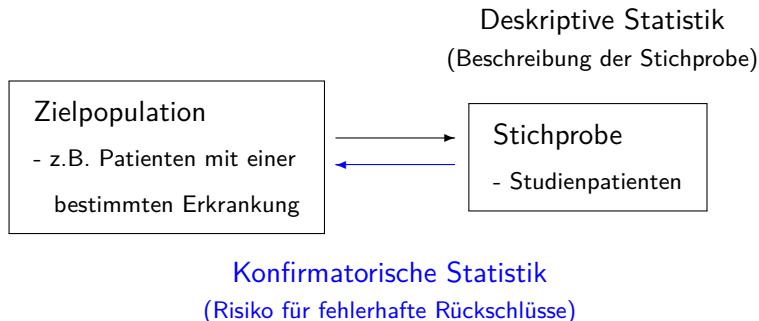 Deskriptive Statistik
(Beschreibung der Stichprobe)
Zielpopulation
- z.B. Patienten mit einer
bestimmten Erkrankung
Stichprobe
- Studienpatienten
Konfirmatorische Statistik
(Risiko für fehlerhafte Rückschlüsse)